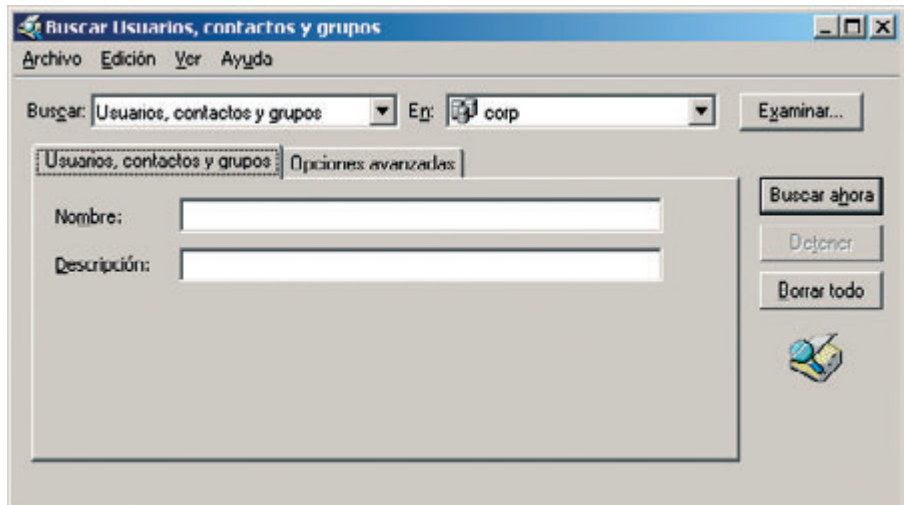 Buscar Usuarios, contactos y grupos
Archivo Edición Ver Ayuda
Buscar: Usuarios, contactos y grupos En: corp Examinar...
Usuarios, contactos y grupos Opciones avanzadas
Nombre:
Descripción:
Buscar ahora
Detener
Borrar todo